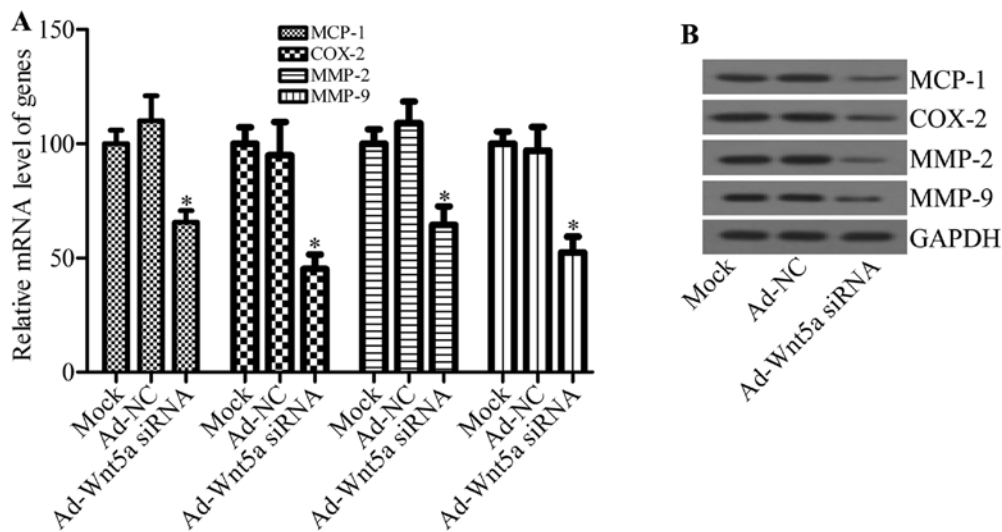 A
Relative mRNA level of genes
150
100
50
0
MCP-1
COX-2
MMP-2
MMP-9
*
*
*
*
Mock
Ad-NC
Ad-Wnt5a siRNA
Mock
Ad-NC
Ad-Wnt5a siRNA
Mock
Ad-NC
Ad-Wnt5a siRNA
Mock
Ad-NC
Ad-Wnt5a siRNA
B
MCP-1
COX-2
MMP-2
MMP-9
GAPDH
Mock
Ad-NC
Ad-Wnt5a siRNA